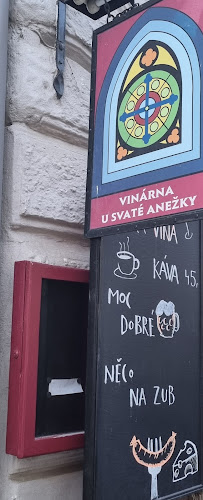 VINÁRNA
U SVATÉ ANEŽKY
VÍNA
KÁVA 45,
MOC
DOBRÉ
NĚCO
NA ZUB